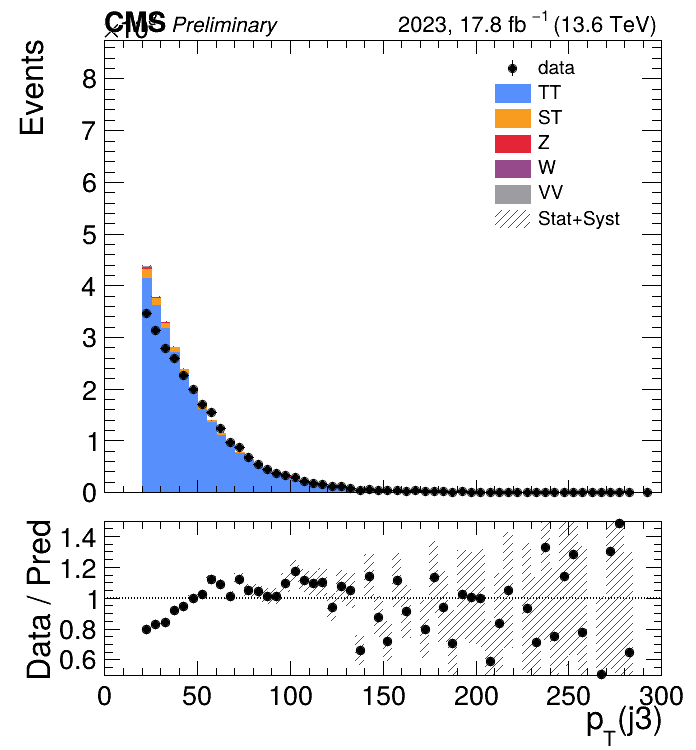 CMS Preliminary 2023, 17.8 fb⁻¹ (13.6 TeV)
Events
8
7
6
5
4
3
2
1
0
data
TT
ST
Z
W
VV
Stat+Syst
Data / Pred
1.4
1.2
1
0.8
0.6
0 50 100 150 200 250 300
p_T(j3)